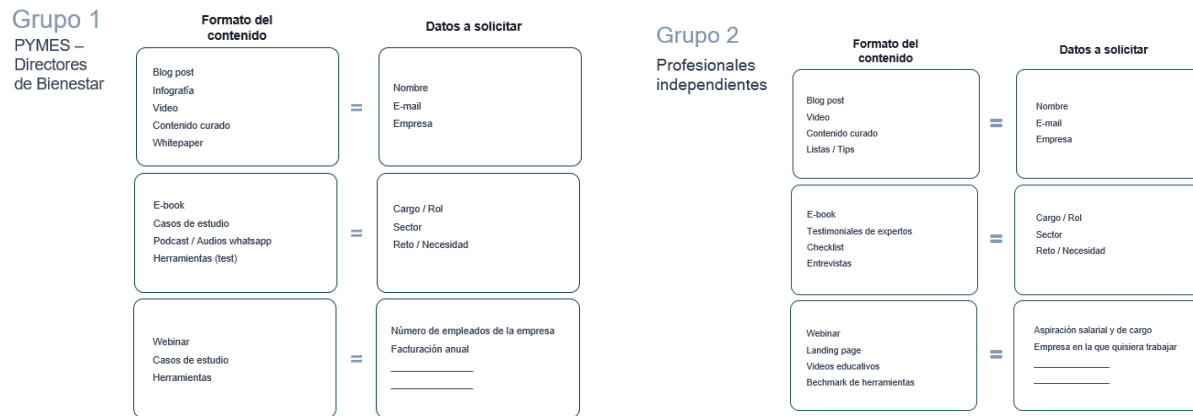 Grupo 1
PYMES –
Directores
de Bienestar
Formato del
contenido
Datos a solicitar
Blog post
Infografía
Video
Contenido curado
Whitepaper
=
Nombre
E-mail
Empresa
E-book
Casos de estudio
Podcast / Audios whatsapp
Herramientas (test)
=
Cargo / Rol
Sector
Reto / Necesidad
Webinar
Casos de estudio
Herramientas
=
Número de empleados de la empresa
Facturación anual
Grupo 2
Profesionales
independientes
Formato del
contenido
Datos a solicitar
Blog post
Video
Contenido curado
Listas / Tips
=
Nombre
E-mail
Empresa
E-book
Testimoniales de expertos
Checklist
Entrevistas
=
Cargo / Rol
Sector
Reto / Necesidad
Webinar
Landing page
Videos educativos
Bechmark de herramientas
=
Aspiración salarial y de cargo
Empresa en la que quisiera trabajar